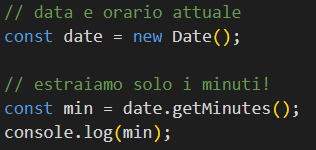 // data e orario attuale
const date = new Date();
// estraiamo solo i minuti!
const min = date.getMinutes();
console.log(min);